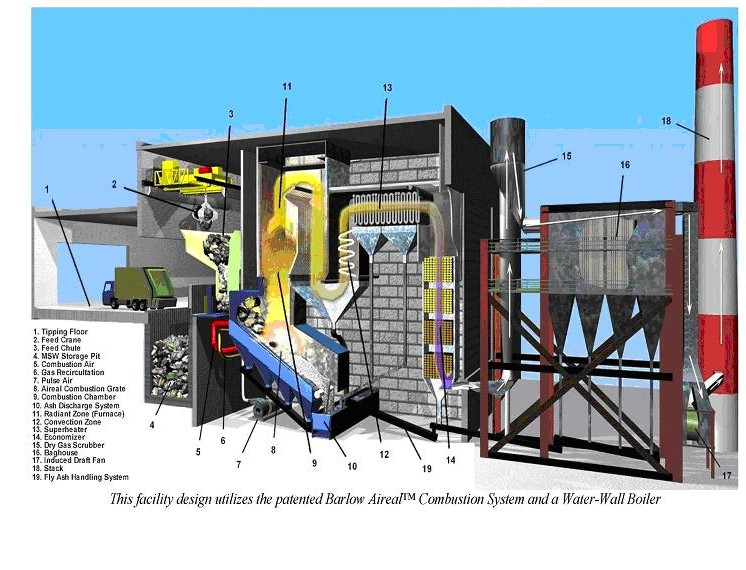 11
13
3
18
15
16
2
1
1. Tipping Floor
2. Feed Crane
3. Feed Chute
4. MSW Storage Pit
5. Combustion Air
6. Gas Recircultation
7. Pulse Air
8. Aireal Combustion Grate
9. Combustion Chamber
10. Ash Discharge System
11. Radiant Zone (Furnace)
12. Convection Zone
13. Superheater
14. Economizer
15. Dry Gas Scrubber
16. Baghouse
17. Induced Draft Fan
18. Stack
19. Fly Ash Handling System
4
5
6
7
8
9
10
12
19
14
17
This facility design utilizes the patented Barlow Aireal™ Combustion System and a Water-Wall Boiler